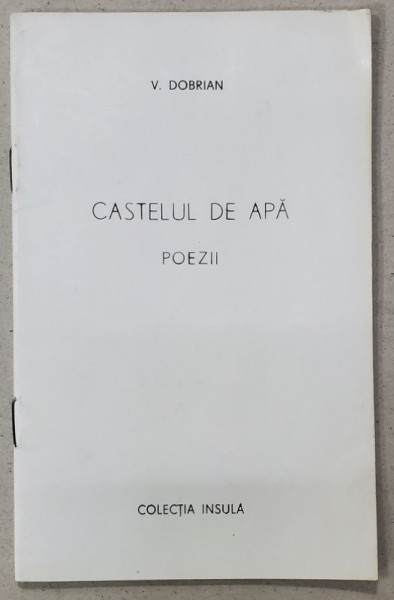 V. DOBRIAN
CASTELUL DE APĂ
POEZII
COLECȚIA INSULA